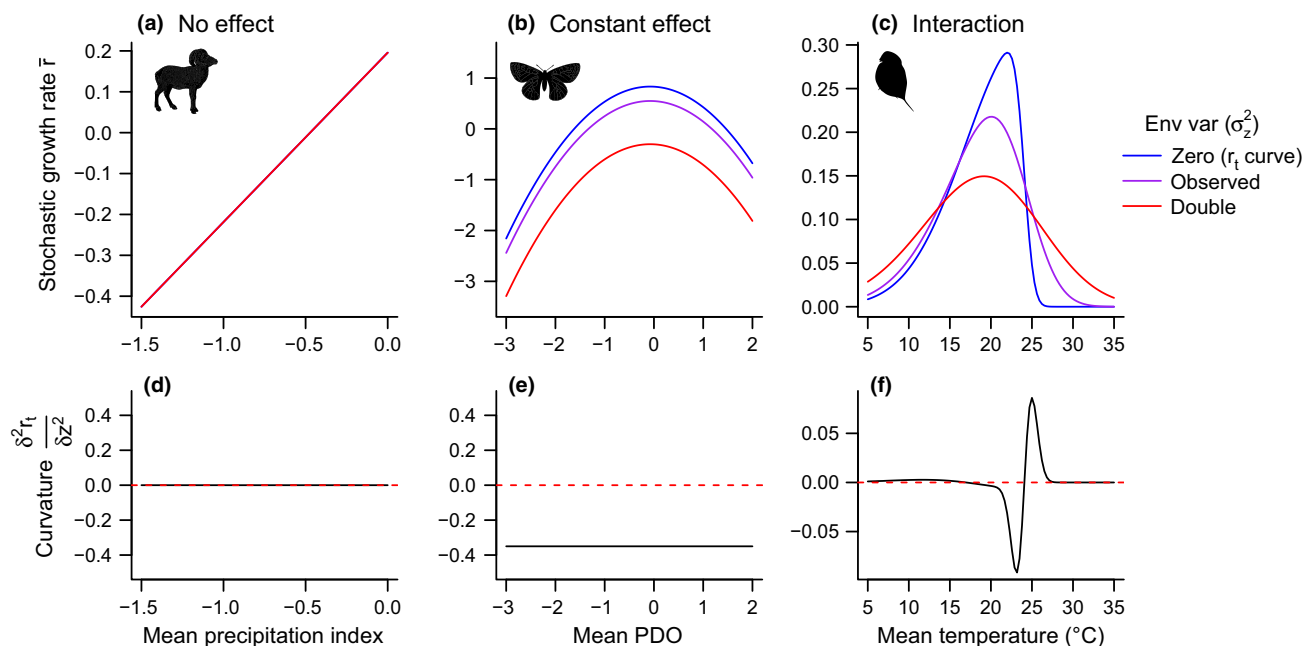 (a) No effect
(b) Constant effect
(c) Interaction
Stochastic growth rate r̄
0.2
0.1
0.0
−0.1
−0.2
−0.3
−0.4
−1.5 −1.0 −0.5 0.0
1
0
−1
−2
−3
−3 −2 −1 0 1 2
0.30
0.25
0.20
0.15
0.10
0.05
0.00
5 10 15 20 25 30 35
Env var (σ_z^2)
Zero (r_t curve)
Observed
Double
(d)
(e)
(f)
Curvature δ²r_t / δz²
0.4
0.2
0.0
−0.2
−0.4
−1.5 −1.0 −0.5 0.0
Mean precipitation index
0.4
0.2
0.0
−0.2
−0.4
−3 −2 −1 0 1 2
Mean PDO
0.05
0.00
−0.05
5 10 15 20 25 30 35
Mean temperature (°C)